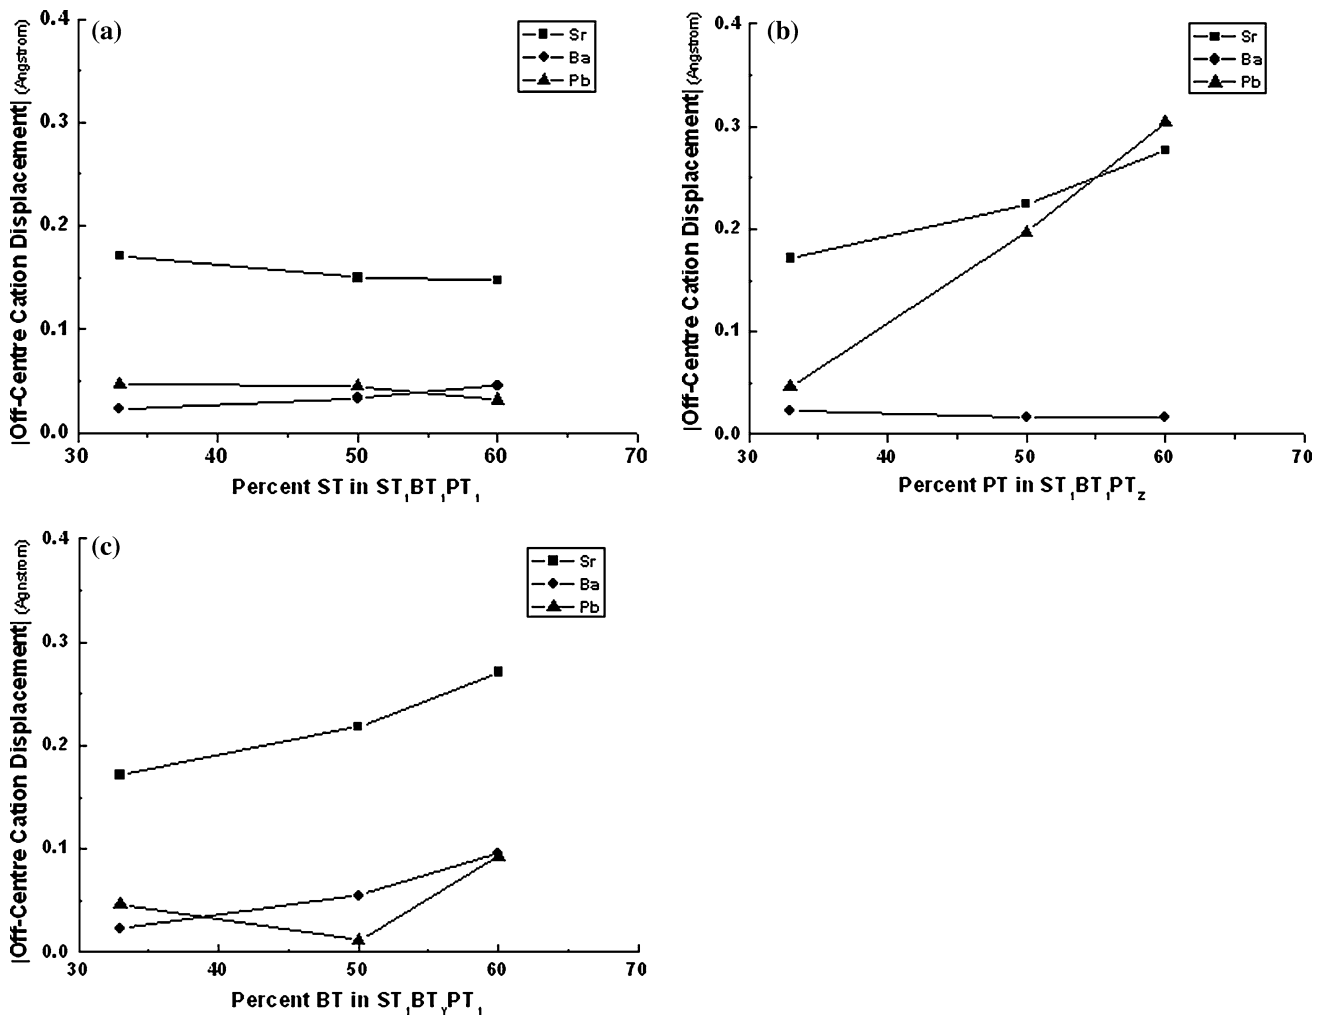 (a)
Sr
Ba
Pb
|Off-Centre Cation Displacement| (Angstrom)
0.4
0.3
0.2
0.1
0.0
30 40 50 60 70
Percent ST in ST₁BT₁PT₁
(b)
Sr
Ba
Pb
|Off-Centre Cation Displacement| (Angstrom)
0.4
0.3
0.2
0.1
0.0
30 40 50 60 70
Percent PT in ST₁BT₁PT_z
(c)
Sr
Ba
Pb
|Off-Centre Cation Displacement| (Agnstrom)
0.4
0.3
0.2
0.1
0.0
30 40 50 60 70
Percent BT in ST₁BT_yPT₁